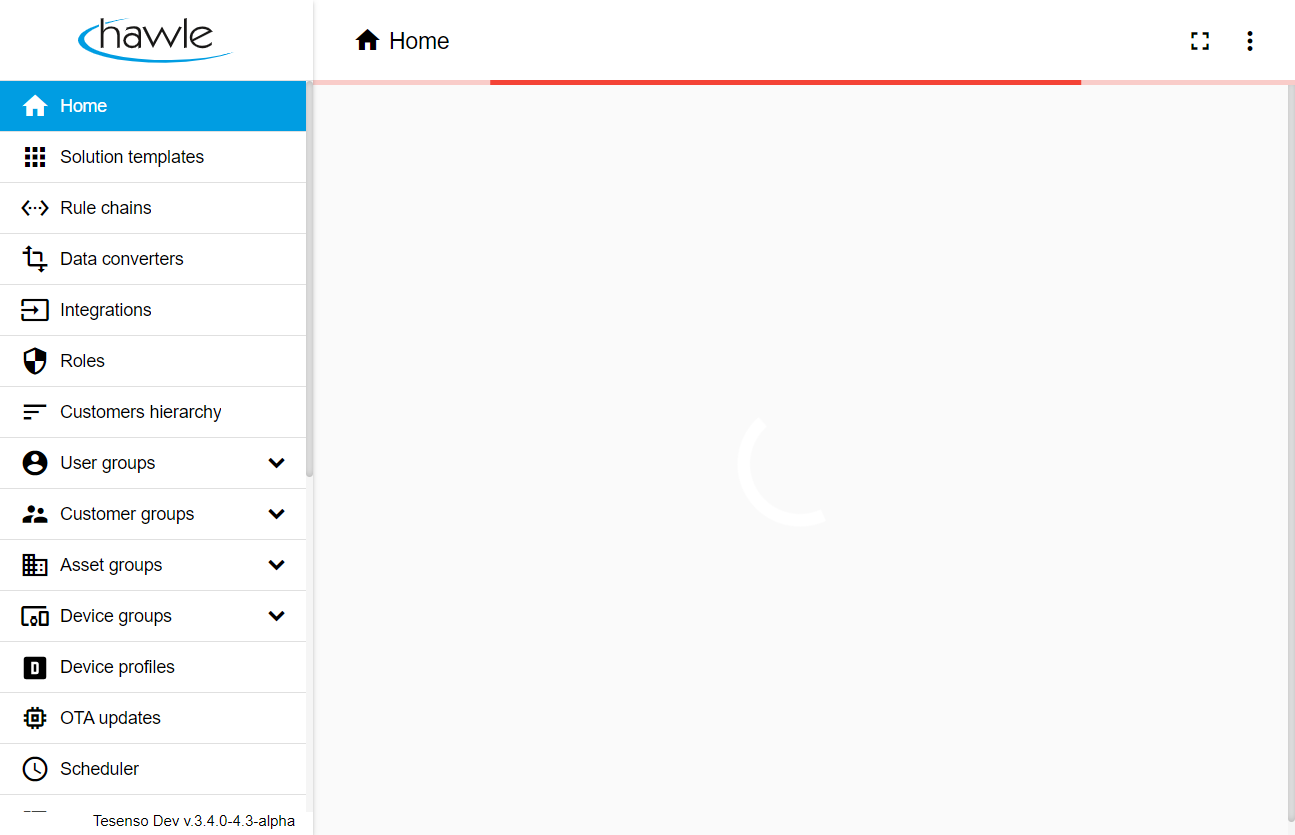 hawle
Home
Home
Solution templates
Rule chains
Data converters
Integrations
Roles
Customers hierarchy
User groups
Customer groups
Asset groups
Device groups
Device profiles
OTA updates
Scheduler
Tesenso Dev v.3.4.0-4.3-alpha